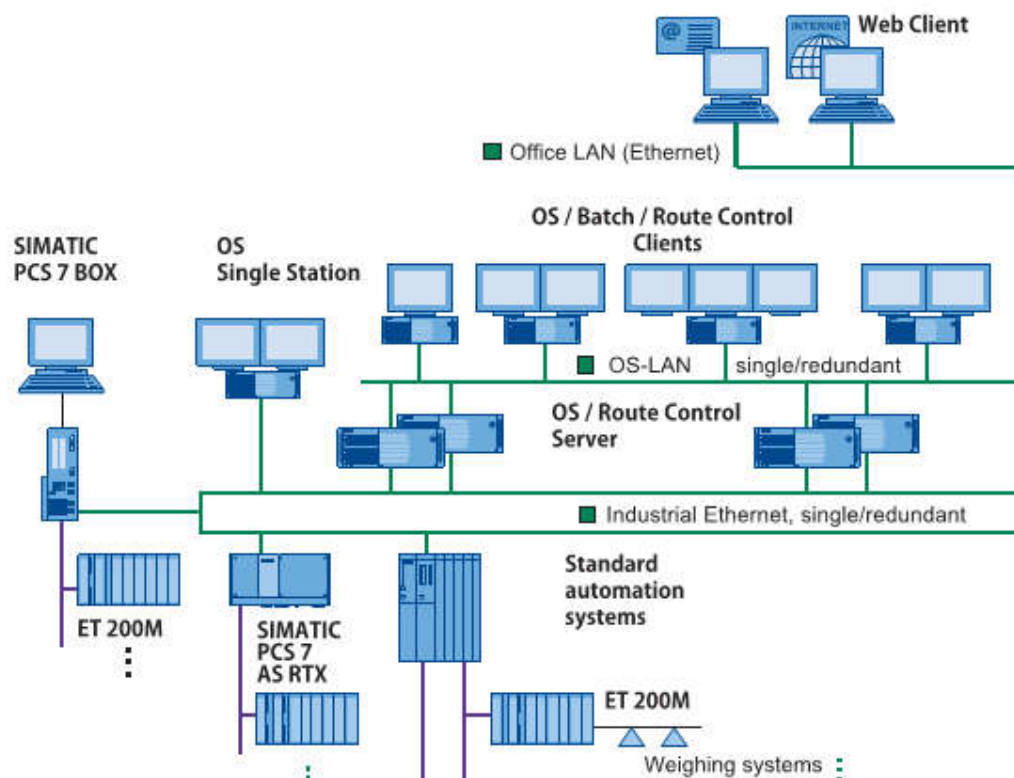 @
INTERNET
Web Client
Office LAN (Ethernet)
OS / Batch / Route Control
Clients
SIMATIC
PCS 7 BOX
OS
Single Station
OS-LAN single/redundant
OS / Route Control
Server
Industrial Ethernet, single/redundant
Standard
automation
systems
ET 200M
SIMATIC
PCS 7
AS RTX
ET 200M
Weighing systems